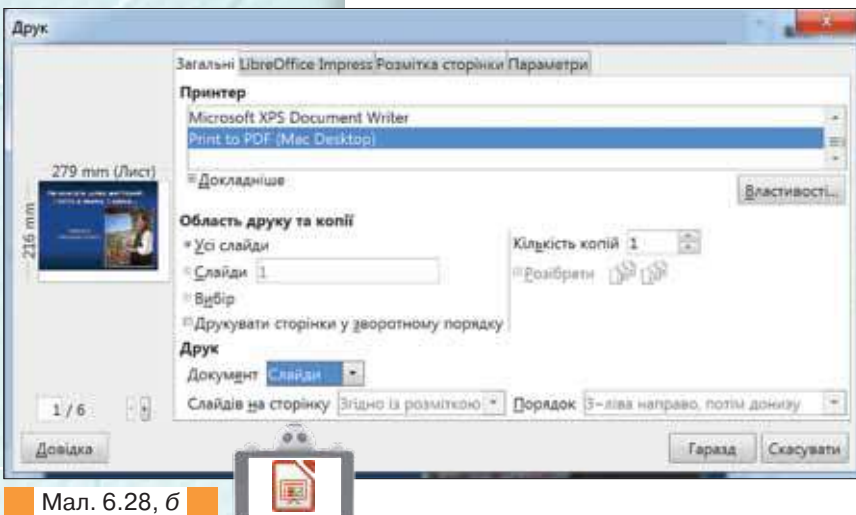 Друк
Загальні LibreOffice Impress Розмітка сторінки Параметри
Принтер
Microsoft XPS Document Writer
Print to PDF (Mac Desktop)
279 mm (Лист)
216 mm
Докладніше
Властивості...
Область друку та копії
Усі слайди
Кількість копій 1
Слайди 1
Розібрати
Вибір
Друкувати сторінки у зворотному порядку
Друк
Документ Слайди
1 / 6
Слайдів на сторінку Згідно із розміткою Порядок З-ліва направо, потім донизу
Довідка
Гаразд Скасувати
Мал. 6.28, б